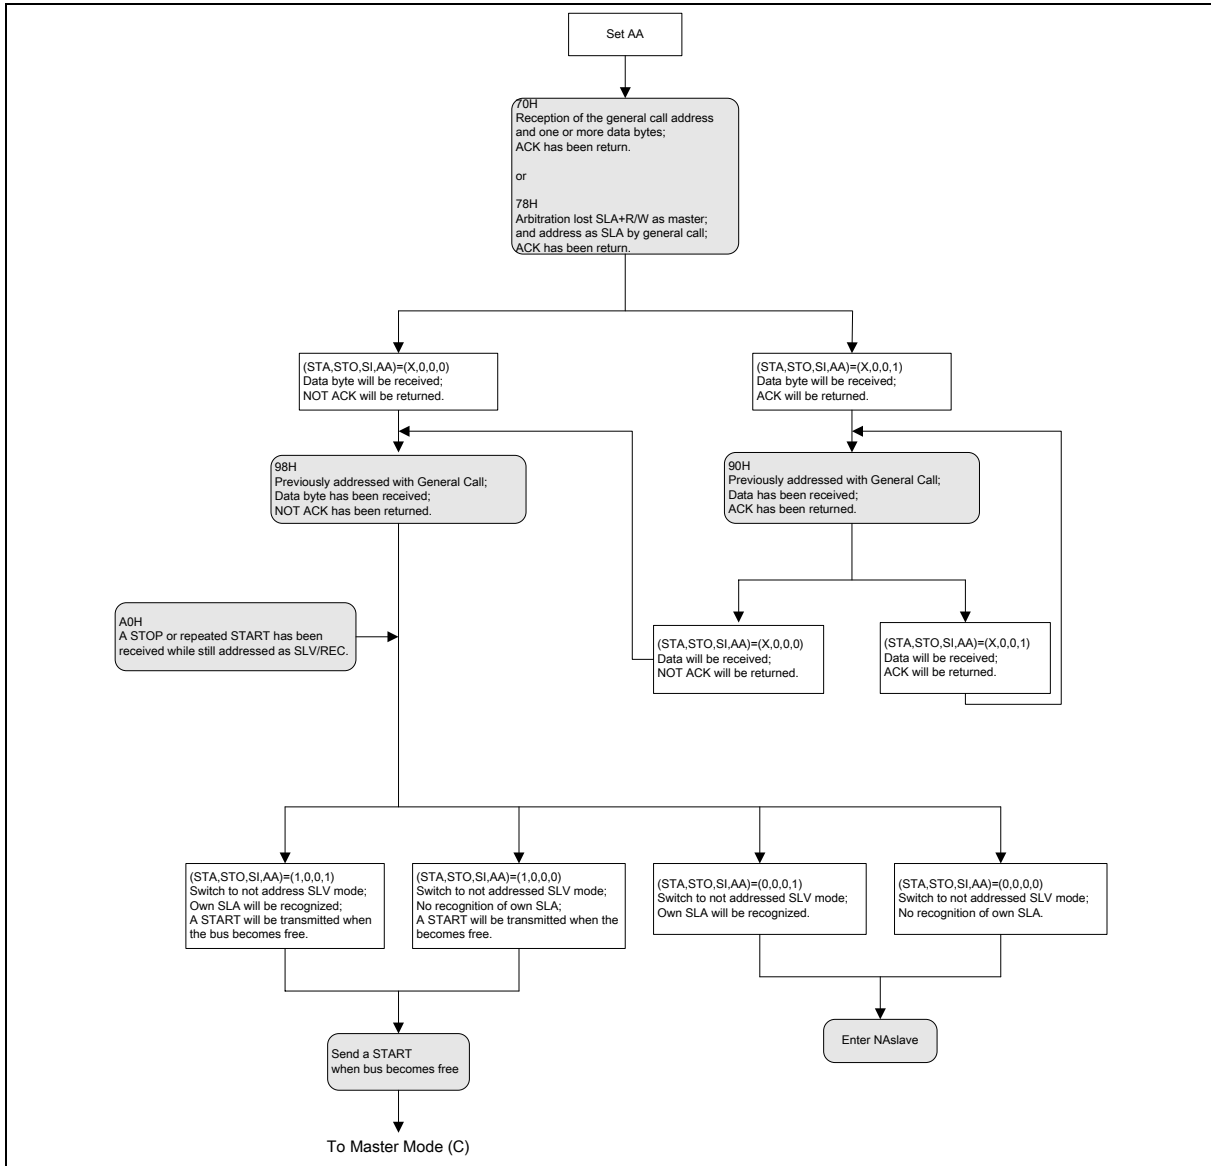 Set AA
70H
Reception of the general call address
and one or more data bytes;
ACK has been return.
or
78H
Arbitration lost SLA+R/W as master;
and address as SLA by general call;
ACK has been return.
(STA,STO,SI,AA)=(X,0,0,0)
Data byte will be received;
NOT ACK will be returned.
(STA,STO,SI,AA)=(X,0,0,1)
Data byte will be received;
ACK will be returned.
98H
Previously addressed with General Call;
Data byte has been received;
NOT ACK has been returned.
90H
Previously addressed with General Call;
Data has been received;
ACK has been returned.
A0H
A STOP or repeated START has been
received while still addressed as SLV/REC.
(STA,STO,SI,AA)=(X,0,0,0)
Data will be received;
NOT ACK will be returned.
(STA,STO,SI,AA)=(X,0,0,1)
Data will be received;
ACK will be returned.
(STA,STO,SI,AA)=(1,0,0,1)
Switch to not address SLV mode;
Own SLA will be recognized;
A START will be transmitted when
the bus becomes free.
(STA,STO,SI,AA)=(1,0,0,0)
Switch to not addressed SLV mode;
No recognition of own SLA;
A START will be transmitted when the
becomes free.
(STA,STO,SI,AA)=(0,0,0,1)
Switch to not addressed SLV mode;
Own SLA will be recognized.
(STA,STO,SI,AA)=(0,0,0,0)
Switch to not addressed SLV mode;
No recognition of own SLA.
Send a START
when bus becomes free
Enter NAslave
To Master Mode (C)